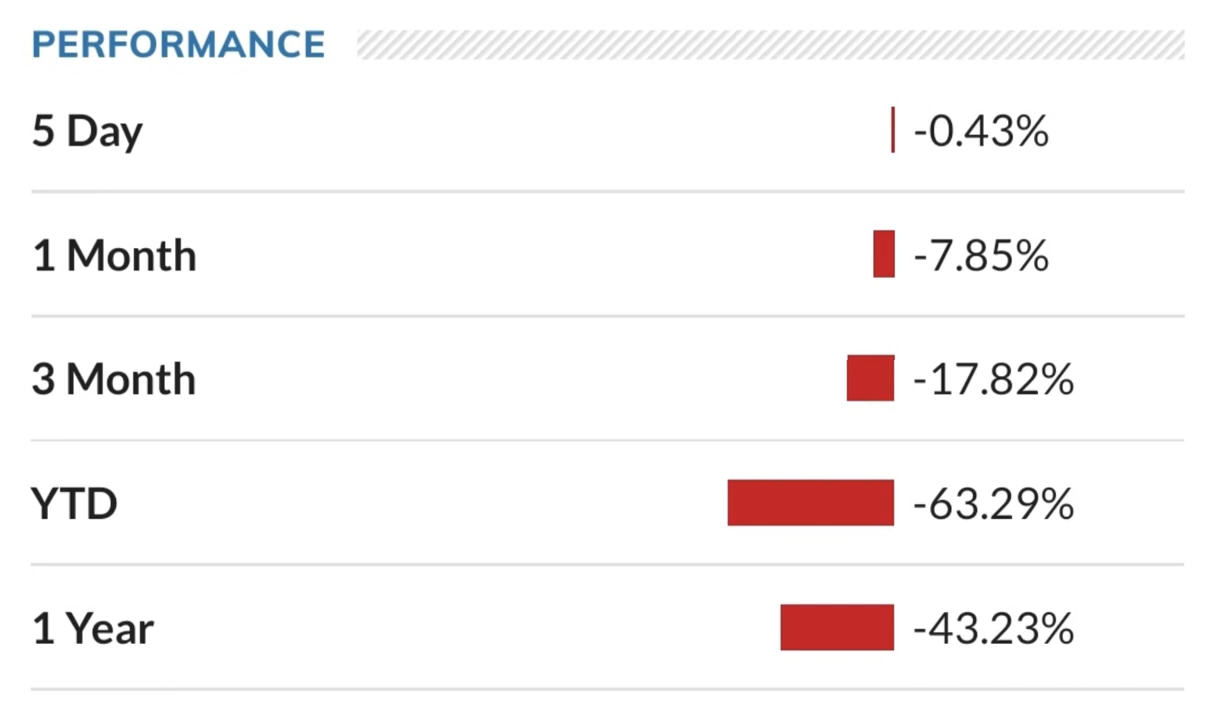 PERFORMANCE
5 Day -0.43%
1 Month -7.85%
3 Month -17.82%
YTD -63.29%
1 Year -43.23%